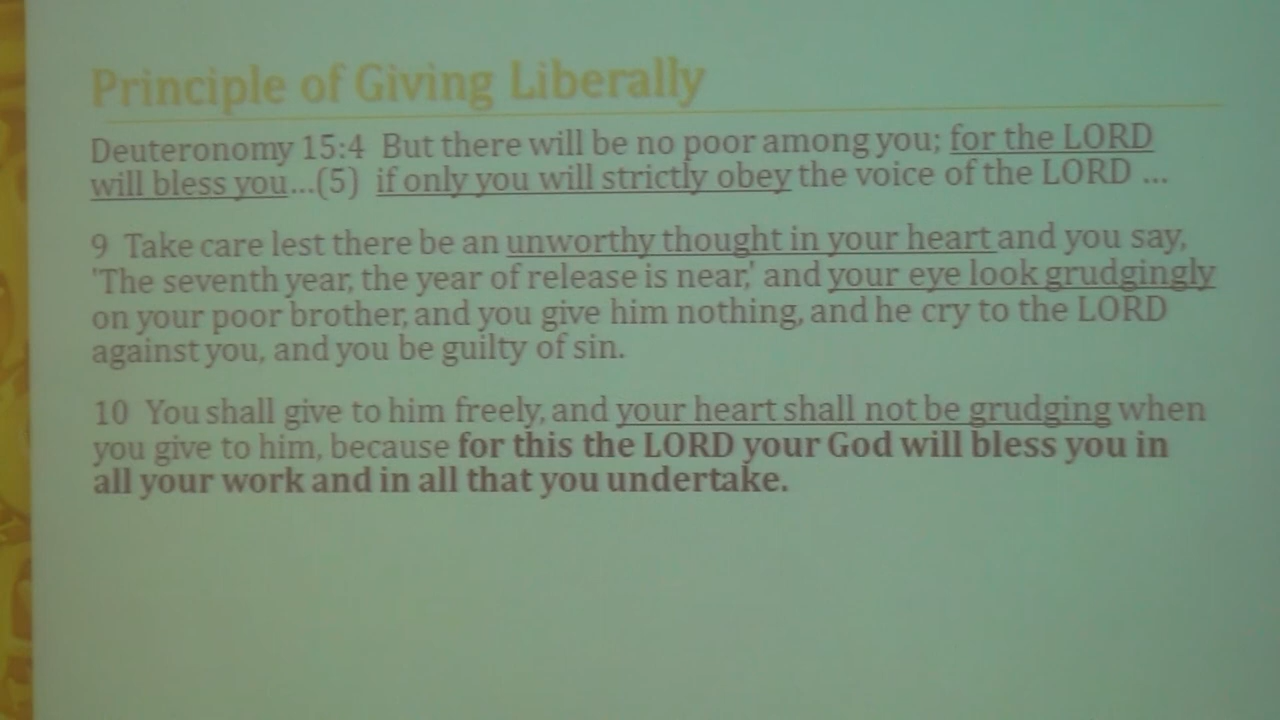 Principle of Giving Liberally
Deuteronomy 15:4 But there will be no poor among you; for the LORD
will bless you...(5) if only you will strictly obey the voice of the LORD ...
9 Take care lest there be an unworthy thought in your heart and you say,
'The seventh year, the year of release is near,' and your eye look grudgingly
on your poor brother, and you give him nothing, and he cry to the LORD
against you, and you be guilty of sin.
10 You shall give to him freely, and your heart shall not be grudging when
you give to him, because for this the LORD your God will bless you in
all your work and in all that you undertake.